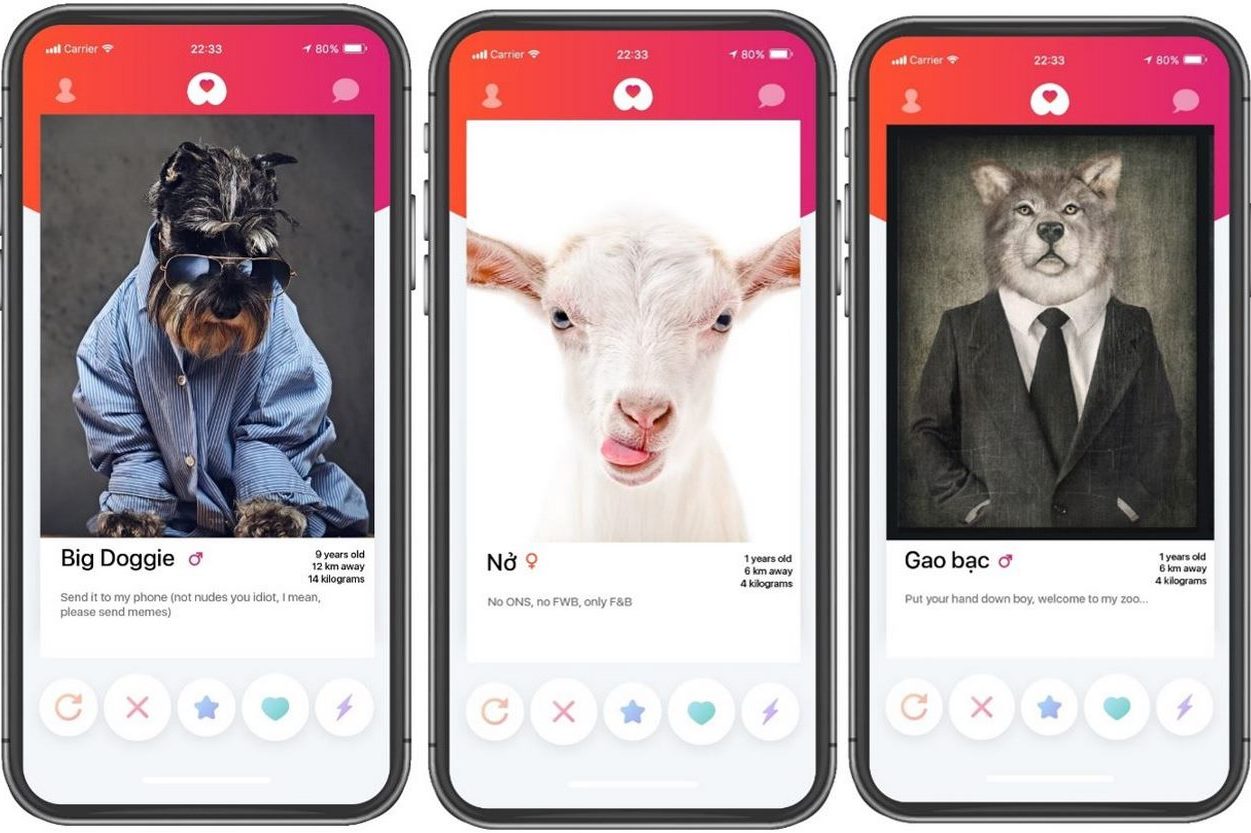 Carrier 22:33 80%
Big Doggie
9 years old
12 km away
14 kilograms
Send it to my phone (not nudes you idiot, I mean,
please send memes)
Carrier 22:33 80%
Nở
1 years old
6 km away
4 kilograms
No ONS, no FWB, only F&B
Carrier 22:33 80%
Gao bạc
1 years old
6 km away
4 kilograms
Put your hand down boy, welcome to my zoo...